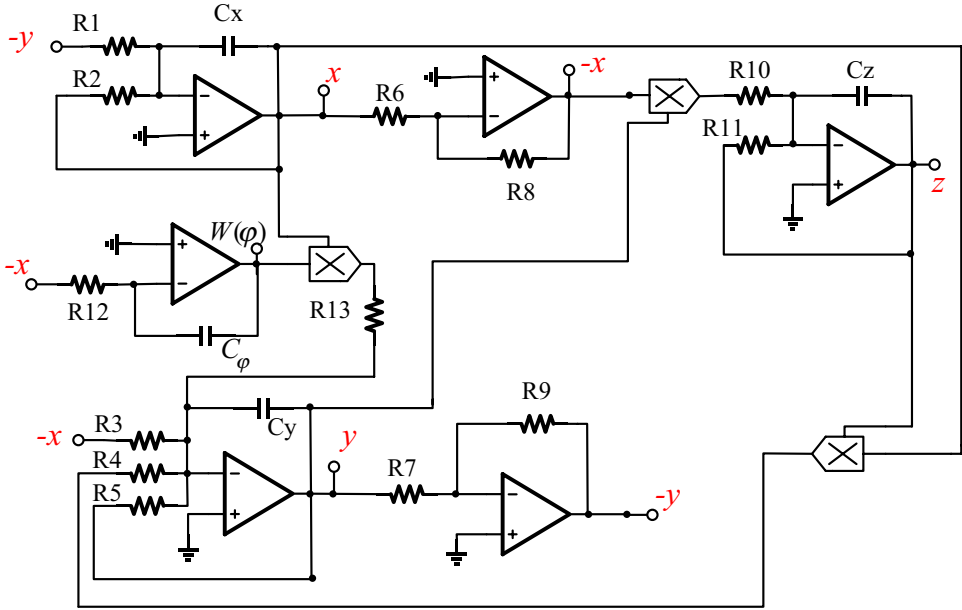 R1
Cx
-y
R2
x
R6
-x
R8
R10
Cz
R11
z
W(φ)
-x
R12
Cφ
R13
R3
-x
Cy
R4
R5
y
R7
R9
-y